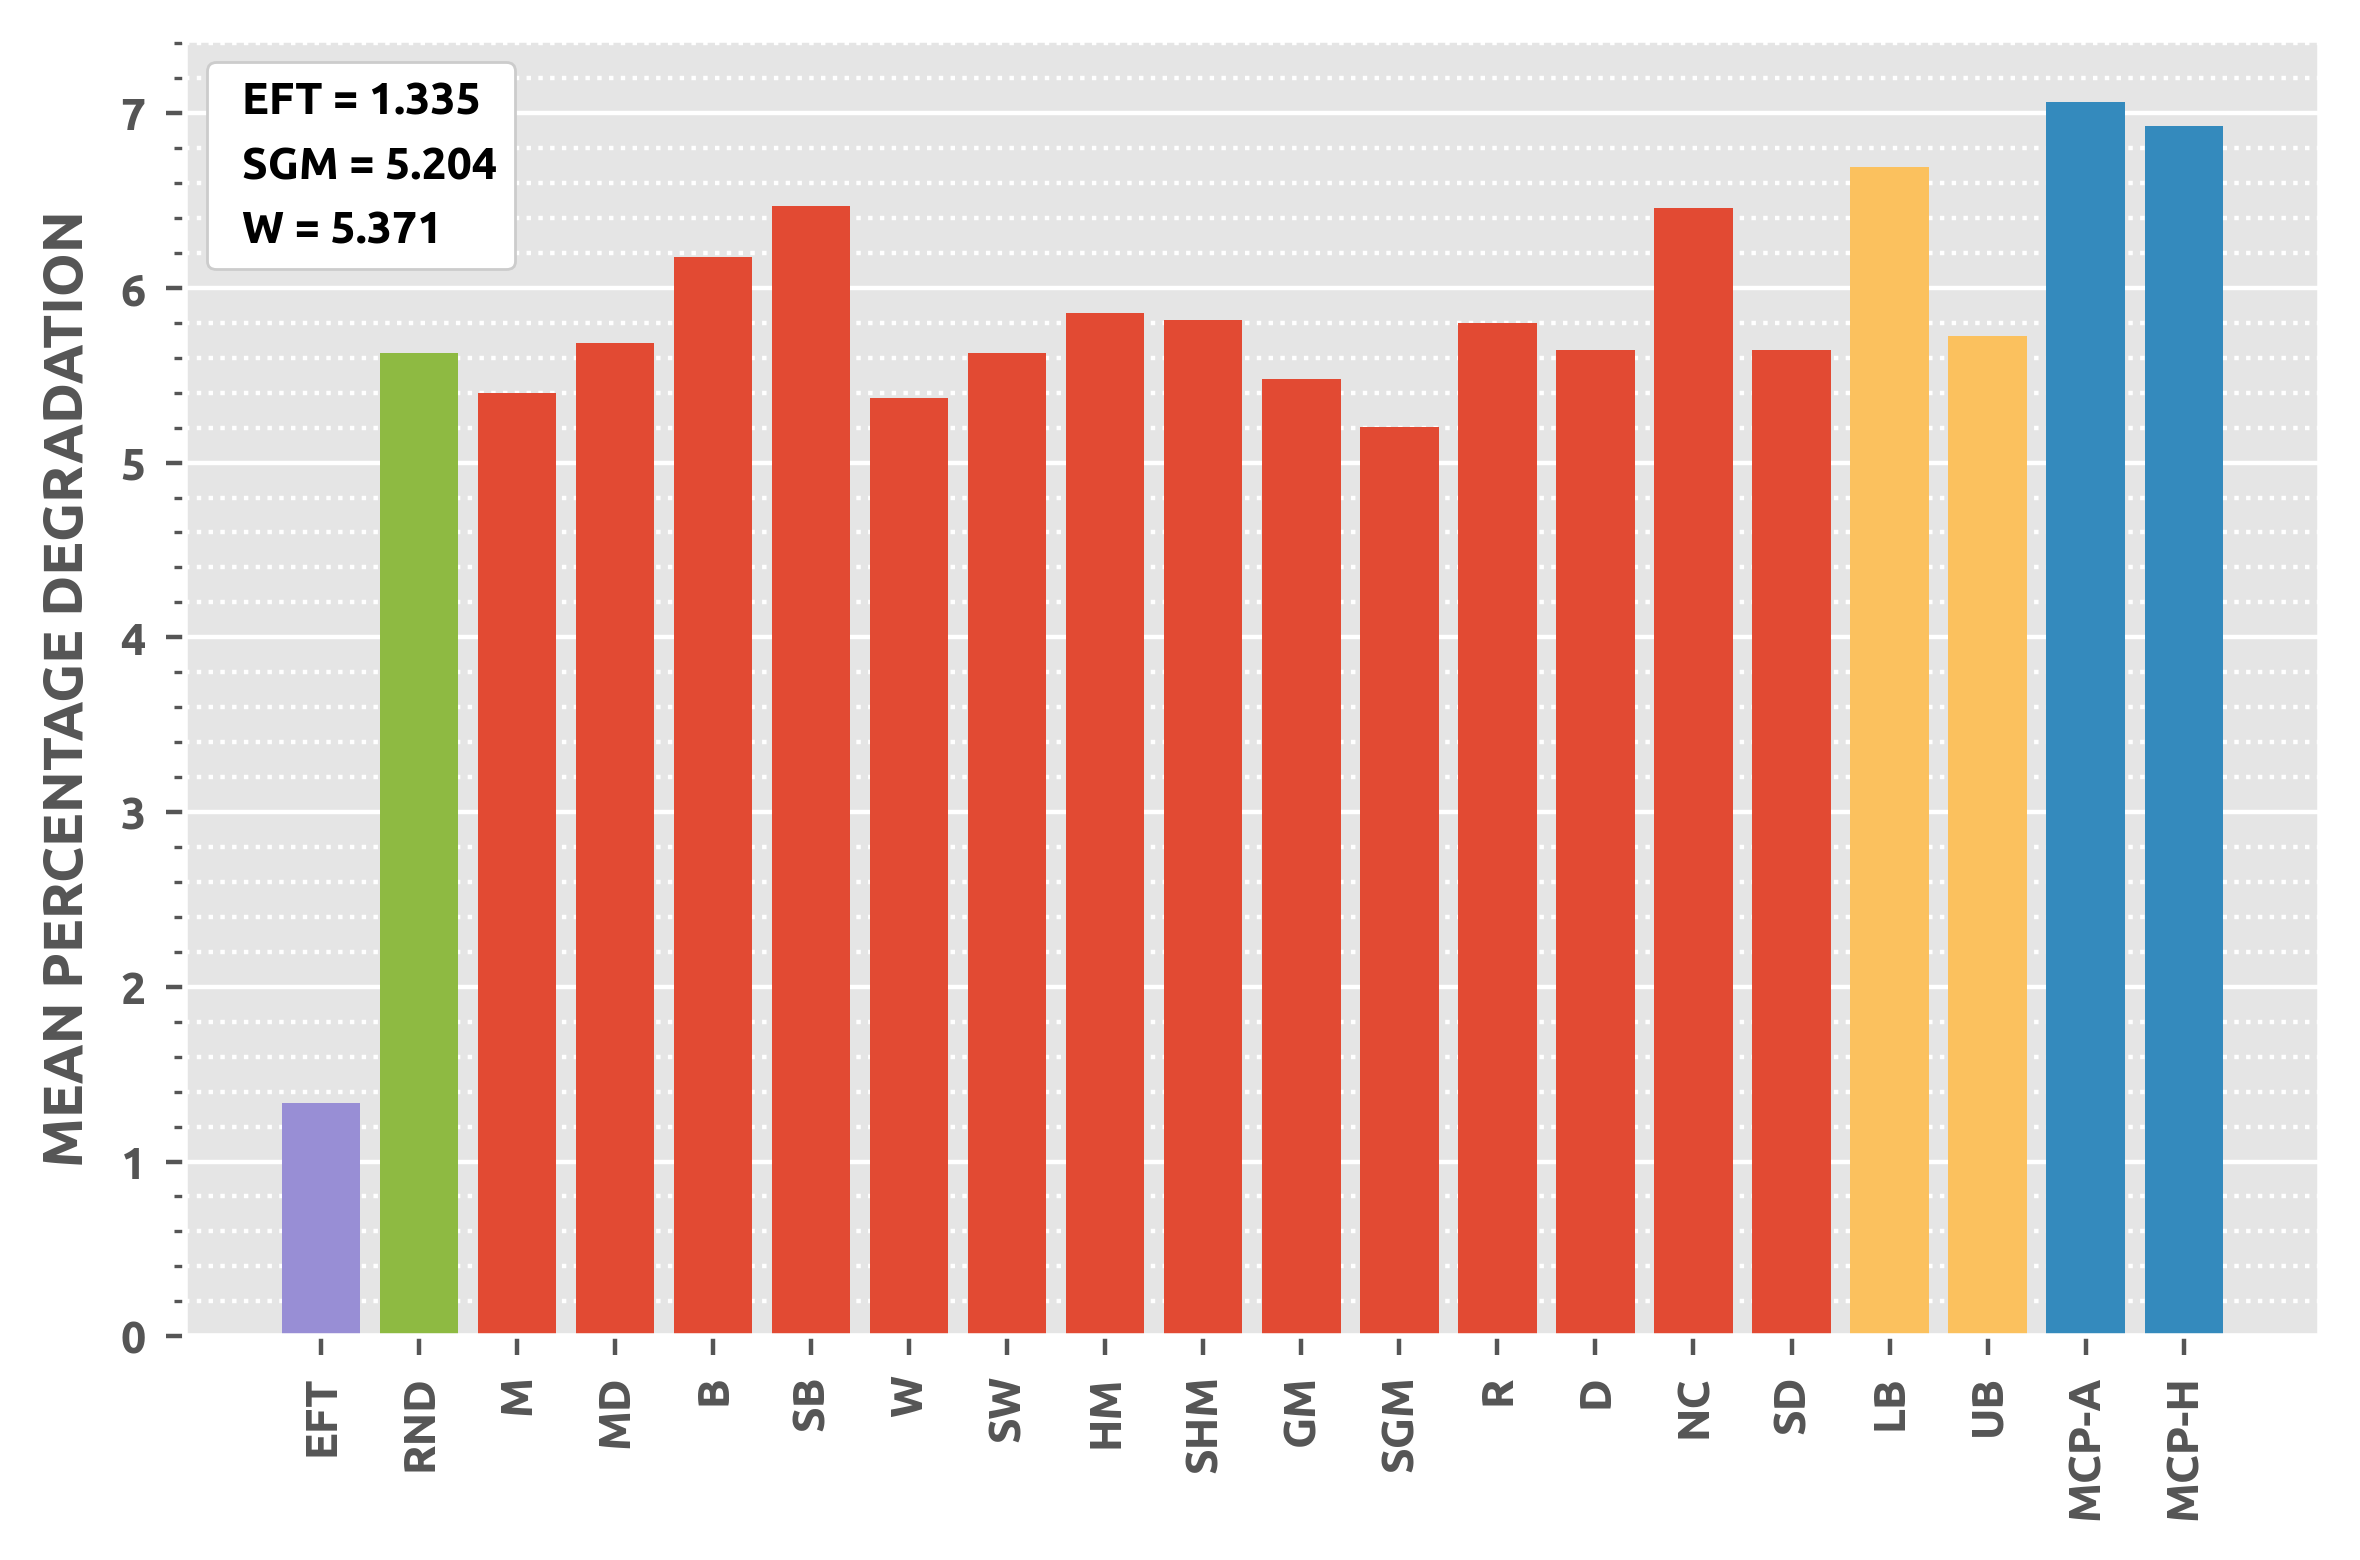 EFT = 1.335
SGM = 5.204
W = 5.371
MEAN PERCENTAGE DEGRADATION
7
6
5
4
3
2
1
0
EFT
RND
M
MD
B
SB
W
SW
HM
SHM
GM
SGM
R
D
NC
SD
LB
UB
MCP-A
MCP-H